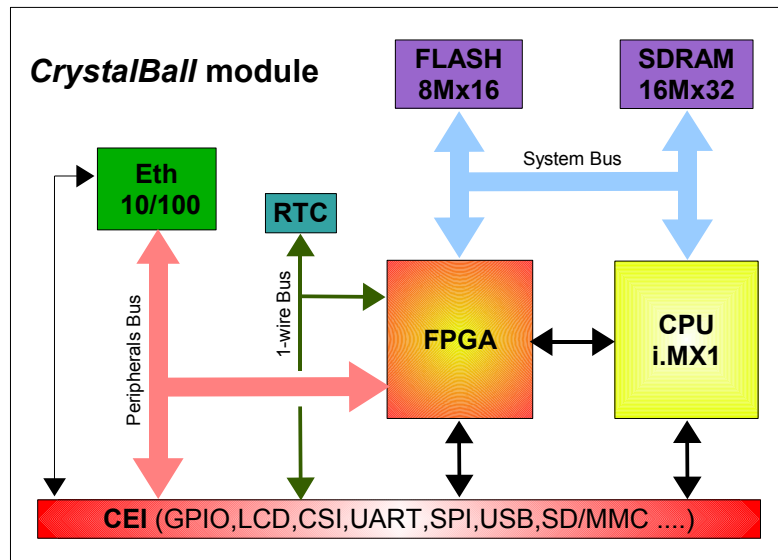 CrystalBall module
FLASH
8Mx16
SDRAM
16Mx32
System Bus
Eth
10/100
RTC
Peripherals Bus
1-wire Bus
FPGA
CPU
i.MX1
CEI (GPIO,LCD,CSI,UART,SPI,USB,SD/MMC ....)